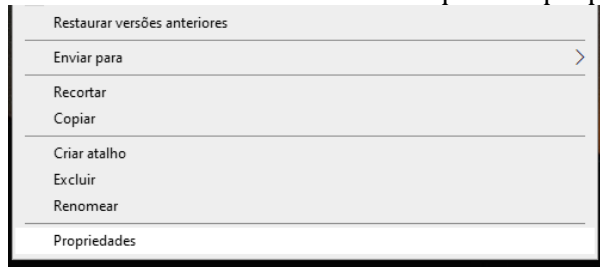 Restaurar versões anteriores
Enviar para
Recortar
Copiar
Criar atalho
Excluir
Renomear
Propriedades